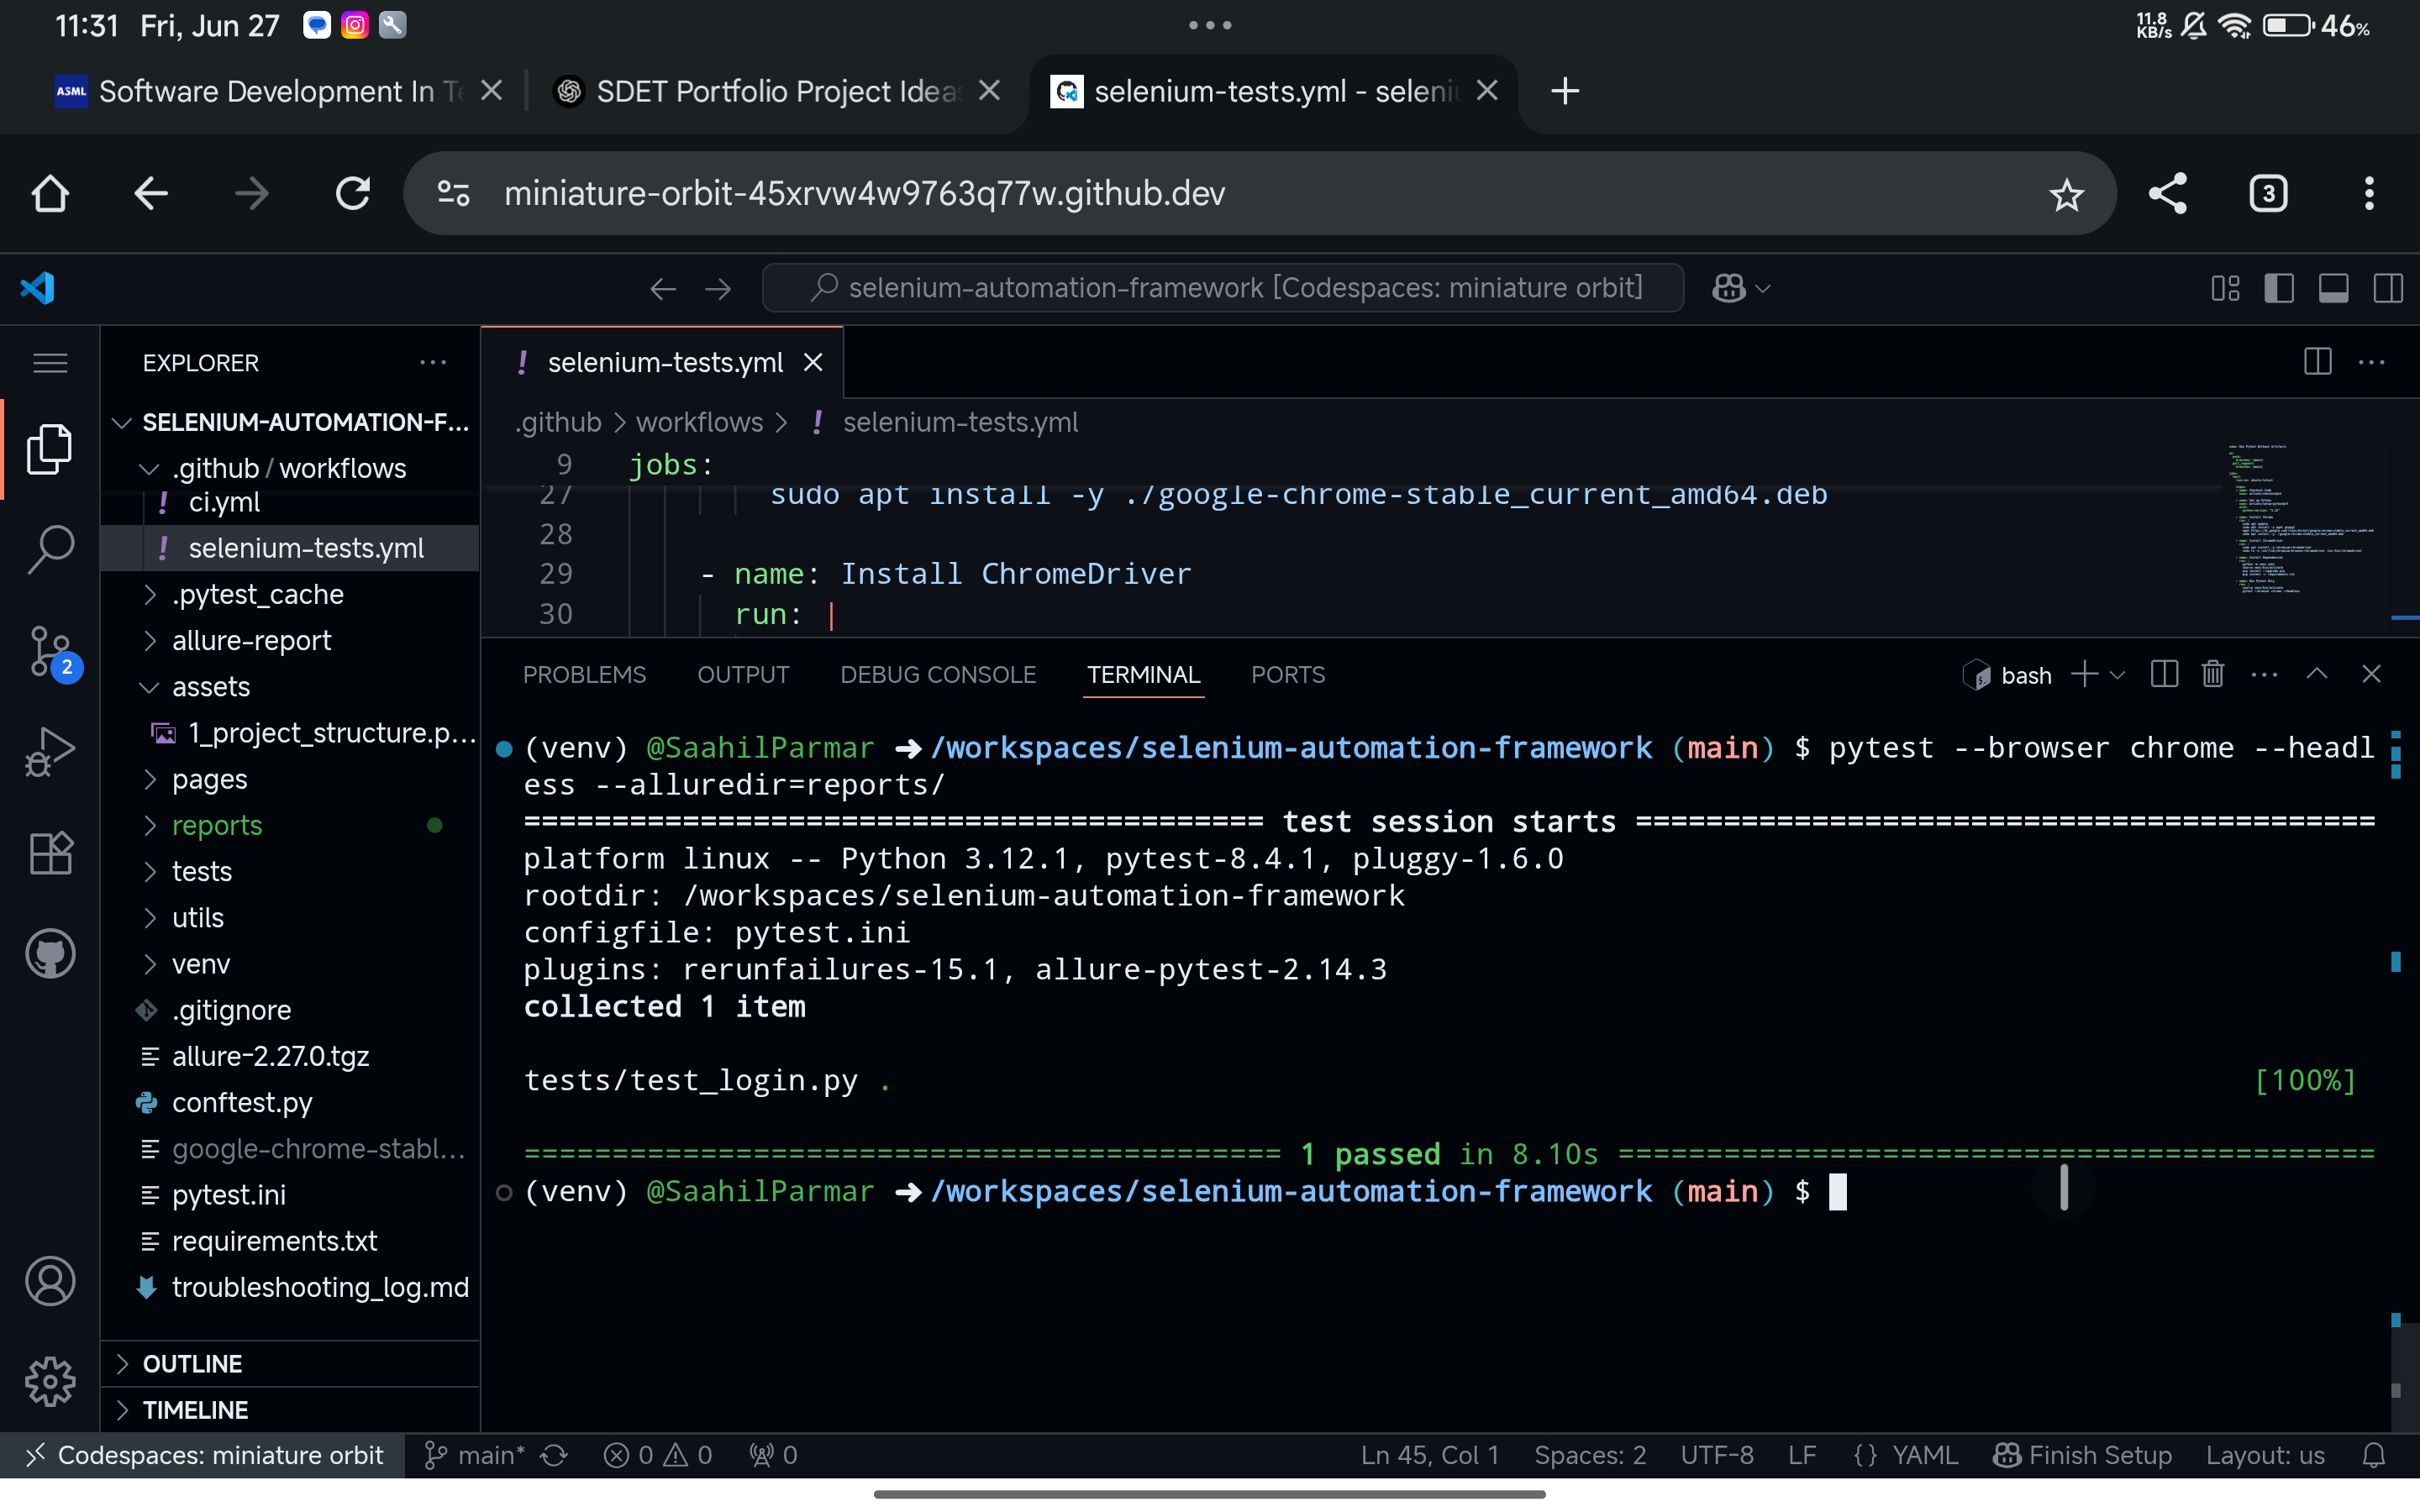 11:31 Fri, Jun 27
11.8 KB/s 46%
ASML Software Development In Te
SDET Portfolio Project Ideas
selenium-tests.yml - seleniu
miniature-orbit-45xrvw4w9763q77w.github.dev
3
selenium-automation-framework [Codespaces: miniature orbit]
EXPLORER
SELENIUM-AUTOMATION-F...
.github / workflows
ci.yml
selenium-tests.yml
.pytest_cache
allure-report
2
assets
1_project_structure.p...
pages
reports
tests
utils
venv
.gitignore
allure-2.27.0.tgz
conftest.py
google-chrome-stabl...
pytest.ini
requirements.txt
troubleshooting_log.md
OUTLINE
TIMELINE
! selenium-tests.yml
.github > workflows > ! selenium-tests.yml
9 jobs:
27 sudo apt install -y ./google-chrome-stable_current_amd64.deb
28
29 - name: Install ChromeDriver
30 run: |
PROBLEMS OUTPUT DEBUG CONSOLE TERMINAL PORTS
bash
(venv) @SaahilParmar ➜ /workspaces/selenium-automation-framework (main) $ pytest --browser chrome --headl
ess --alluredir=reports/
========================================== test session starts ==========================================
platform linux -- Python 3.12.1, pytest-8.4.1, pluggy-1.6.0
rootdir: /workspaces/selenium-automation-framework
configfile: pytest.ini
plugins: rerunfailures-15.1, allure-pytest-2.14.3
collected 1 item
tests/test_login.py . [100%]
=========================================== 1 passed in 8.10s ===========================================
(venv) @SaahilParmar ➜ /workspaces/selenium-automation-framework (main) $
Codespaces: miniature orbit main* 0 0 0
Ln 45, Col 1 Spaces: 2 UTF-8 LF {} YAML Finish Setup Layout: us